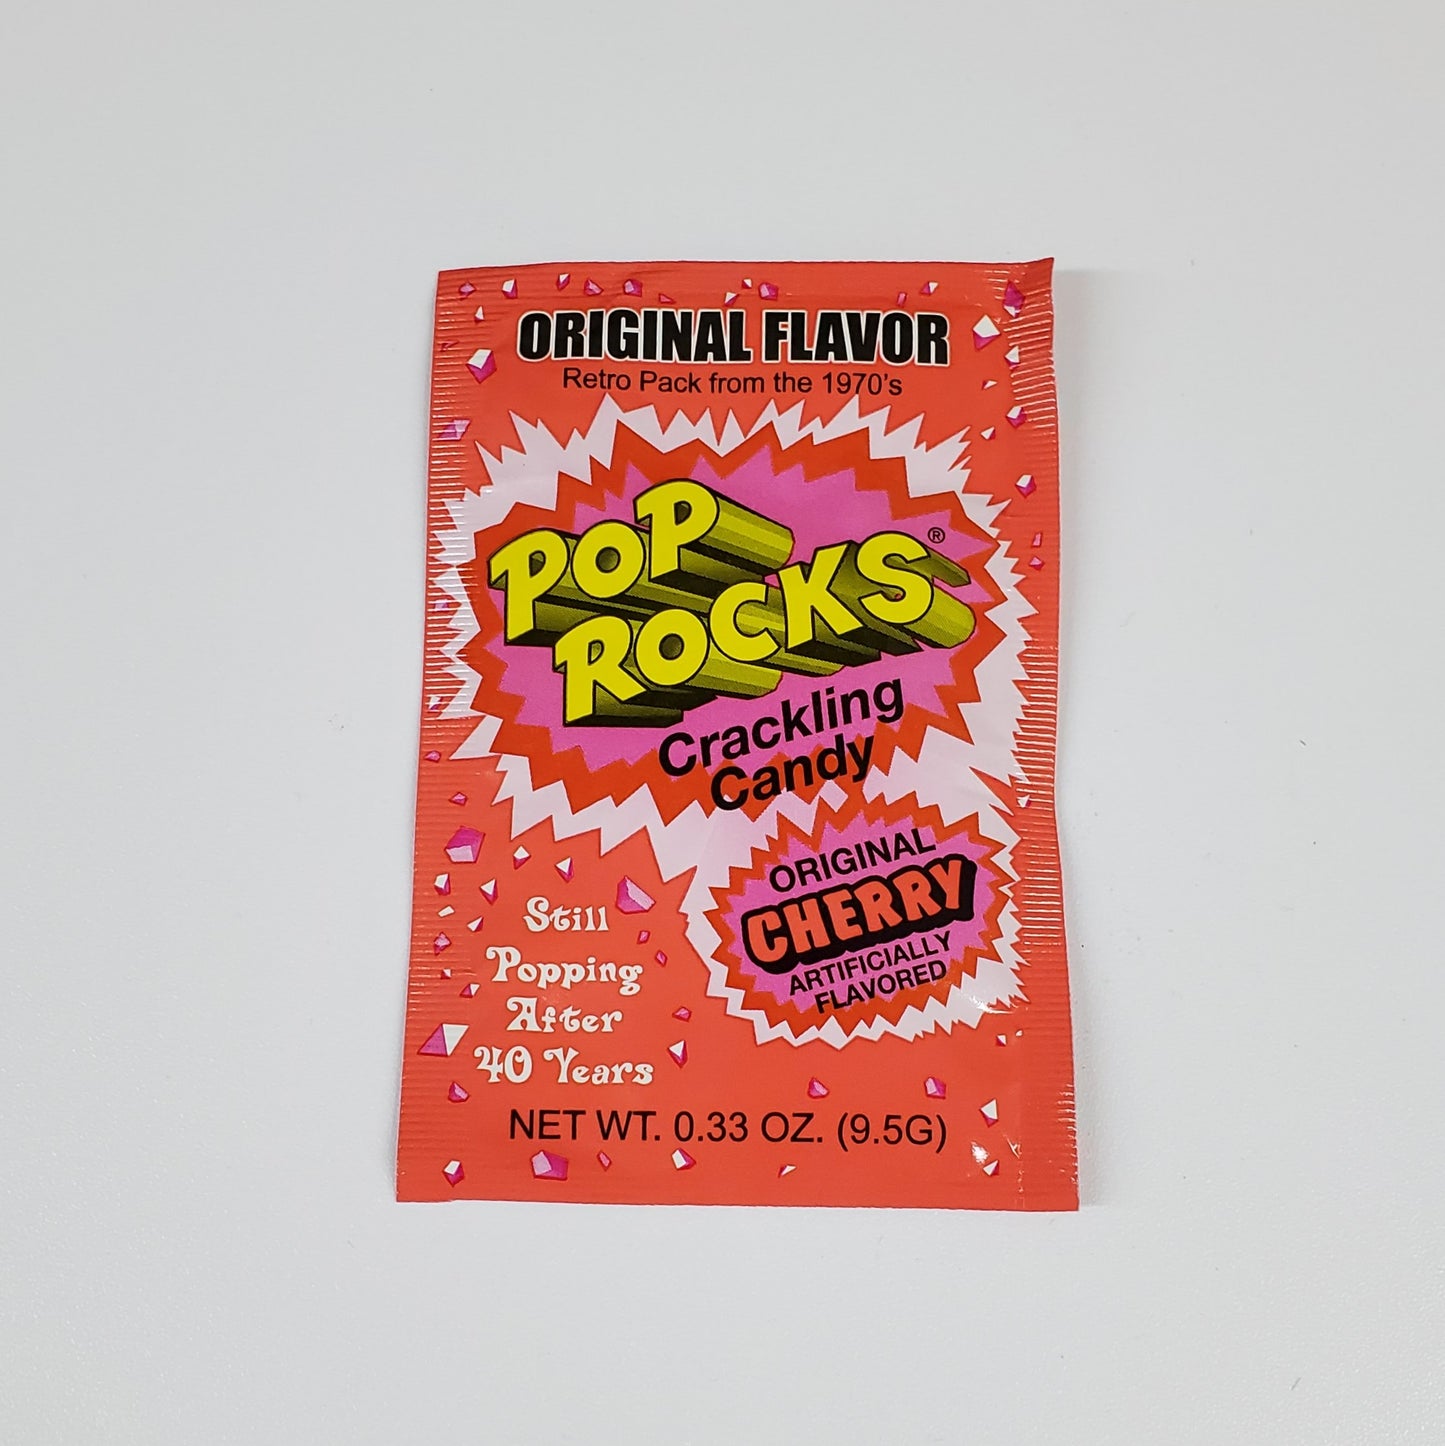 ORIGINAL FLAVOR
Retro Pack from the 1970's
POP
ROCKS®
Crackling
Candy
ORIGINAL
CHERRY
ARTIFICIALLY
FLAVORED
Still
Popping
After
40 Years
NET WT. 0.33 OZ. (9.5G)